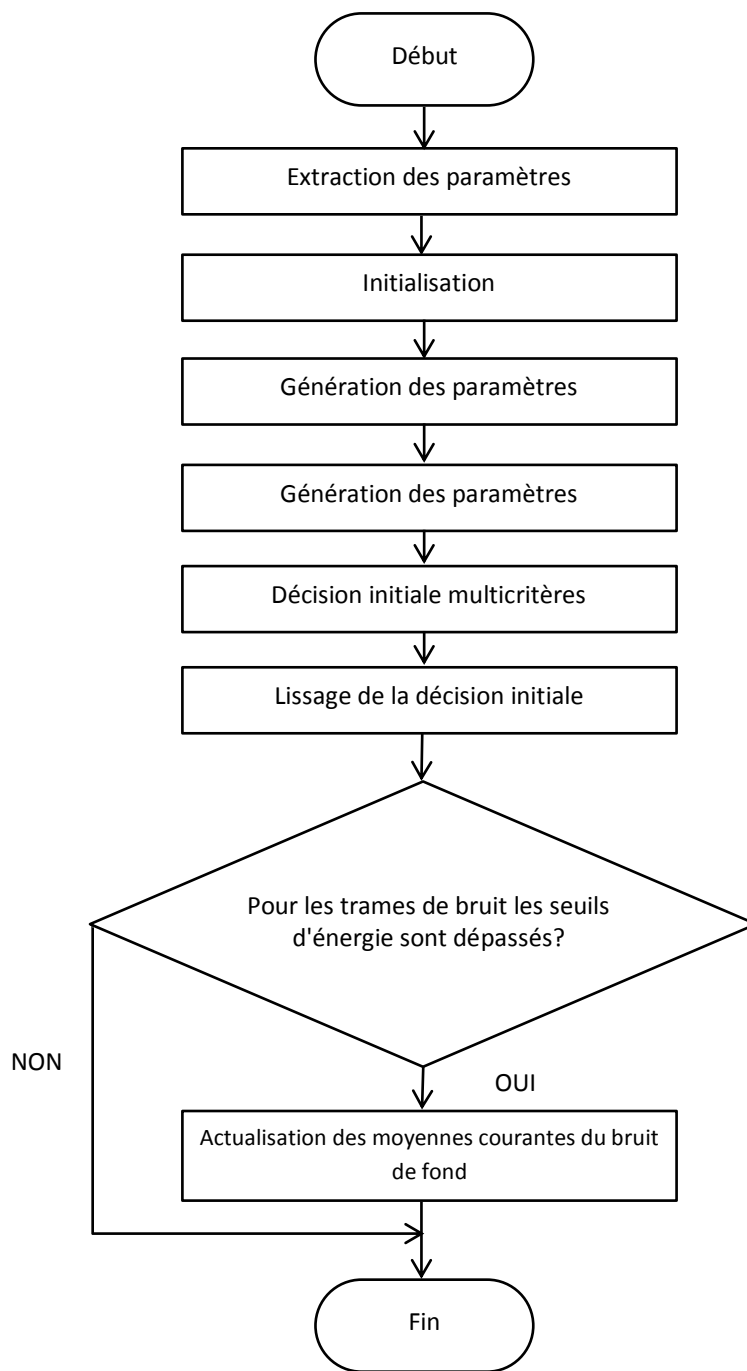 Début
Extraction des paramètres
Initialisation
Génération des paramètres
Génération des paramètres
Décision initiale multicritères
Lissage de la décision initiale
Pour les trames de bruit les seuils
d'énergie sont dépassés?
NON
OUI
Actualisation des moyennes courantes du bruit
de fond
Fin